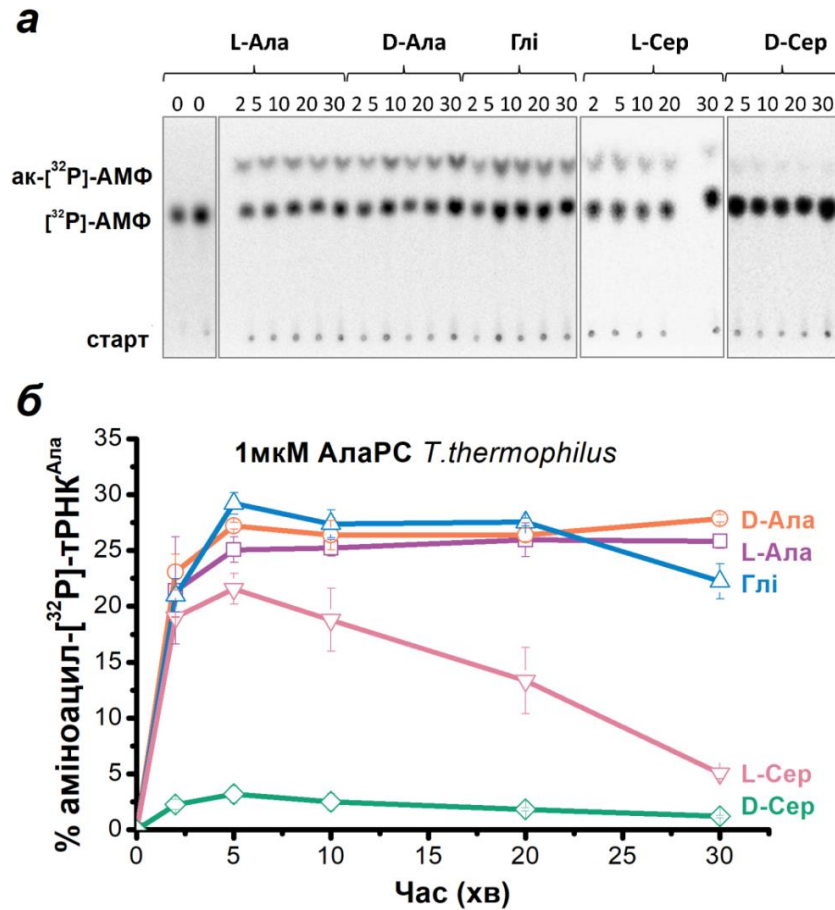 а
L-Ала D-Ала Глі L-Сер D-Сер
0 0 2 5 10 20 30 2 5 10 20 30 2 5 10 20 30 2 5 10 20 30 2 5 10 20 30
ак-[³²P]-АМФ
[³²P]-АМФ
старт
б
1мкМ АлаРС T.thermophilus
% аміноацил-[³²P]-тРНКᴬᴫᵃ
35
30
25
20
15
10
5
0
D-Ала
L-Ала
Глі
L-Сер
D-Сер
0 5 10 15 20 25 30
Час (хв)